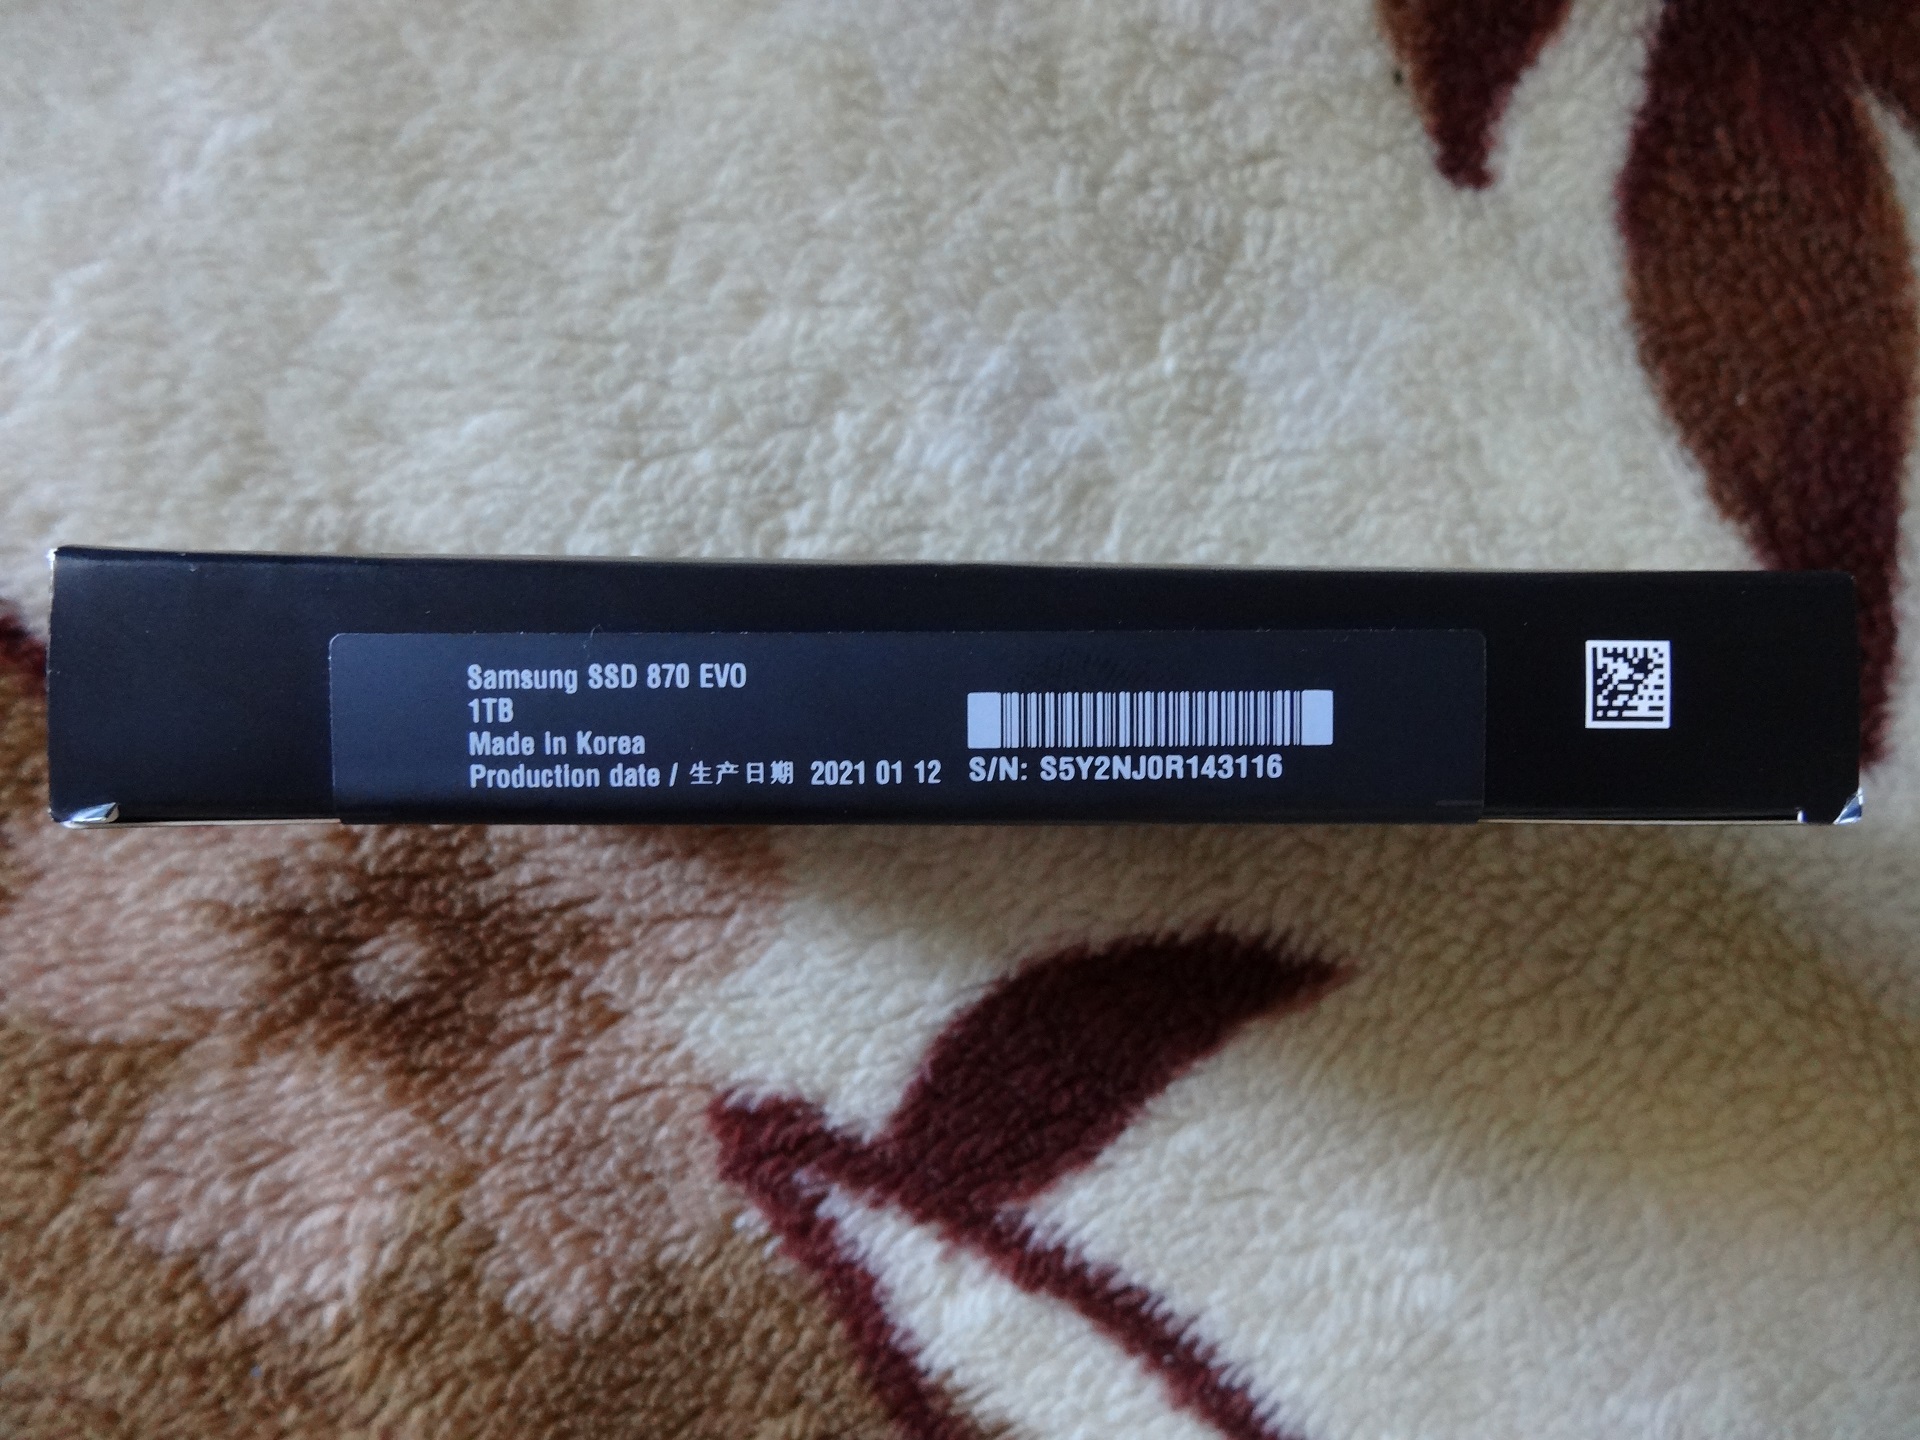 Samsung SSD 870 EVO
1TB
Made In Korea
Production date / 生产日期 2021 01 12
S/N: S5Y2NJ0R143116